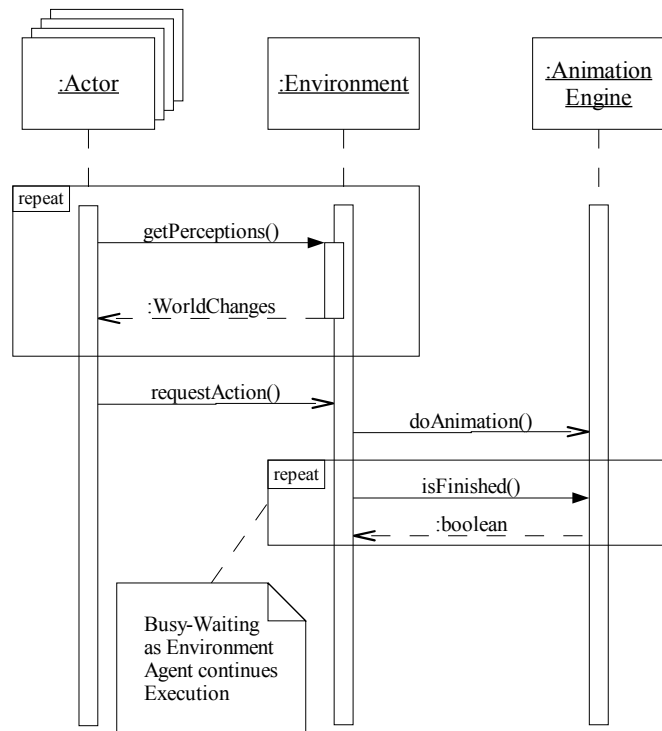 :Actor
:Environment
:Animation
Engine
repeat
getPerceptions()
:WorldChanges
requestAction()
doAnimation()
repeat
isFinished()
:boolean
Busy-Waiting
as Environment
Agent continues
Execution